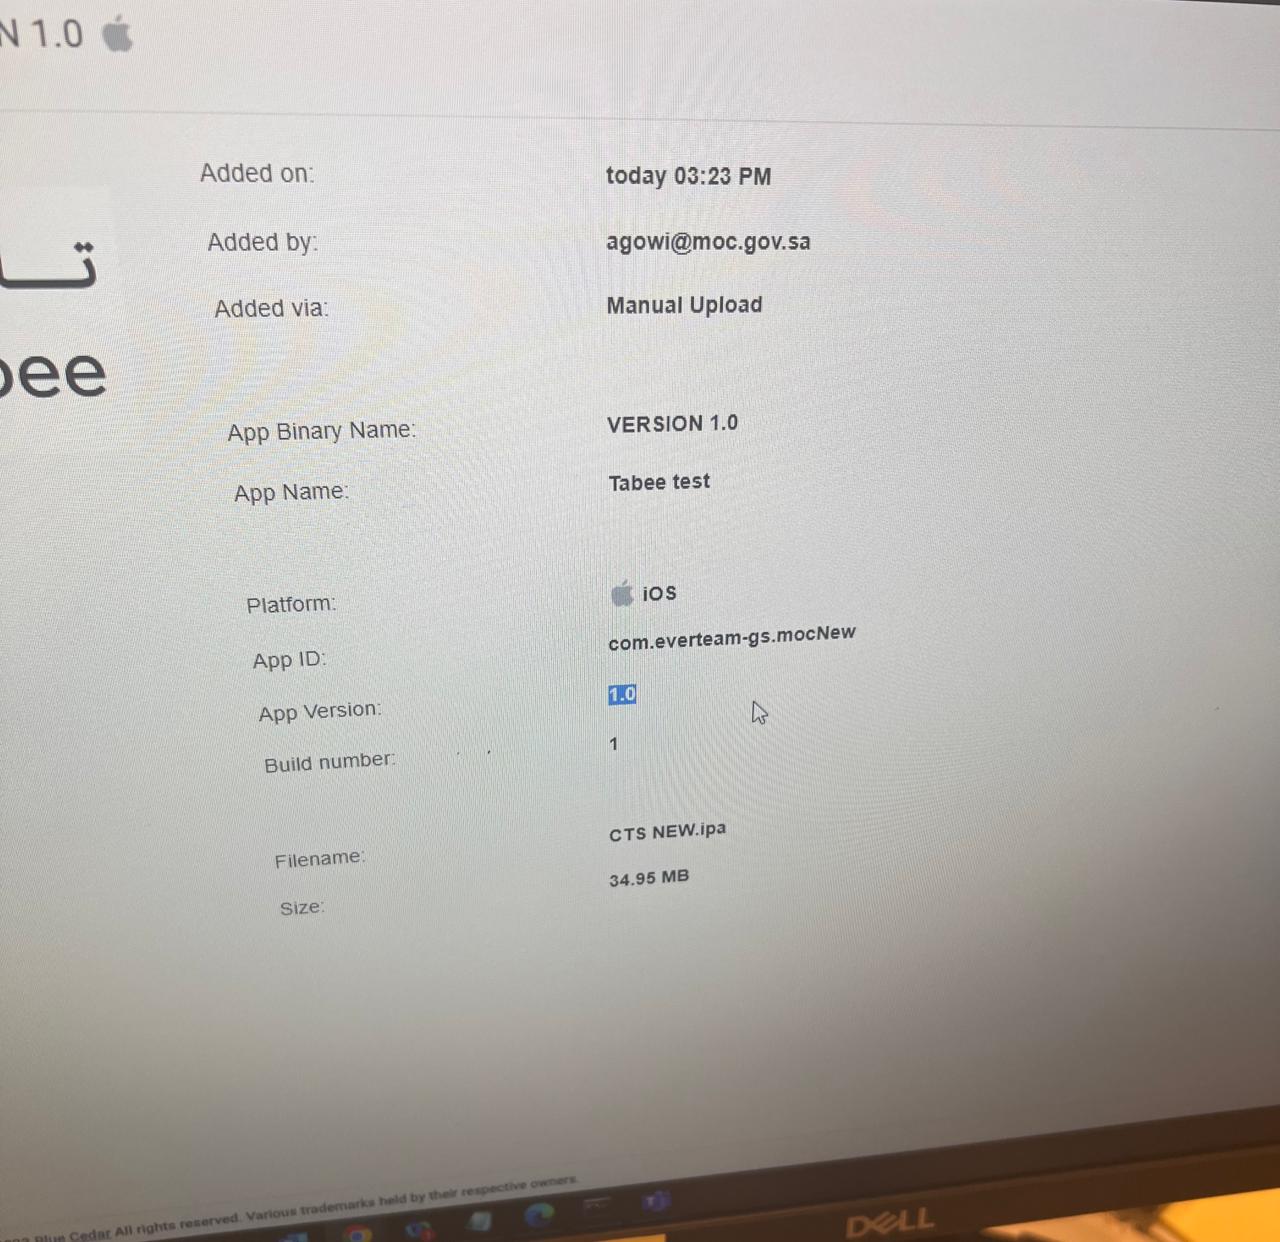 N 1.0
Added on: today 03:23 PM
Added by: agowi@moc.gov.sa
Added via: Manual Upload
تـا
bee
App Binary Name: VERSION 1.0
App Name: Tabee test
Platform: iOS
App ID: com.everteam-gs.mocNew
App Version: 1.0
Build number: 1
Filename: CTS NEW.ipa
Size: 34.95 MB
Blue Cedar All rights reserved. Various trademarks held by their respective owners.
DELL